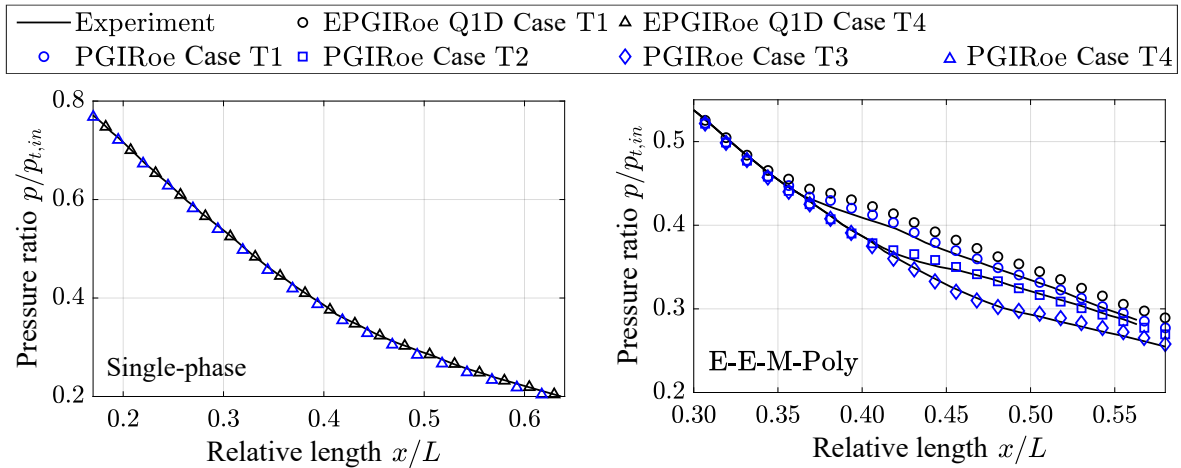 Experiment EPGIRoe Q1D Case T1 EPGIRoe Q1D Case T4
PGIRoe Case T1 PGIRoe Case T2 PGIRoe Case T3 PGIRoe Case T4
Pressure ratio p/p_{t,in}
0.8
0.6
0.4
0.2
Single-phase
0.2 0.3 0.4 0.5 0.6
Relative length x/L
Pressure ratio p/p_{t,in}
0.5
0.4
0.3
0.2
E-E-M-Poly
0.30 0.35 0.40 0.45 0.50 0.55
Relative length x/L